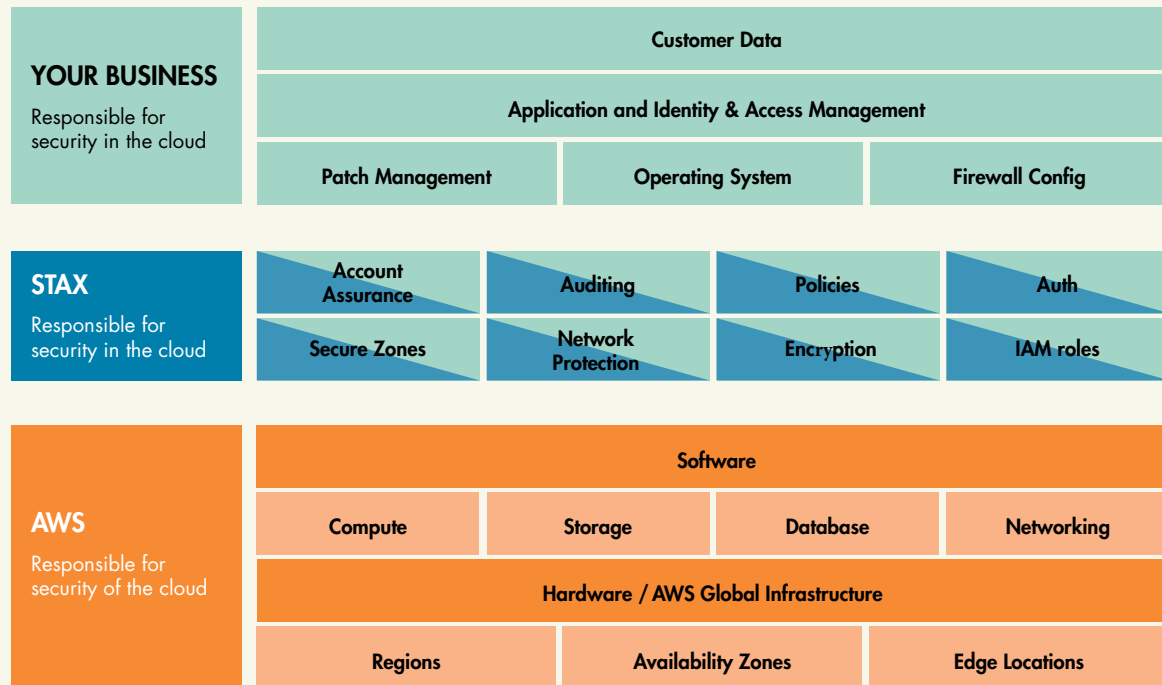 YOUR BUSINESS
Responsible for
security in the cloud
Customer Data
Application and Identity & Access Management
Patch Management
Operating System
Firewall Config
STAX
Responsible for
security in the cloud
Account
Assurance
Auditing
Policies
Auth
Secure Zones
Network
Protection
Encryption
IAM roles
AWS
Responsible for
security of the cloud
Software
Compute
Storage
Database
Networking
Hardware / AWS Global Infrastructure
Regions
Availability Zones
Edge Locations